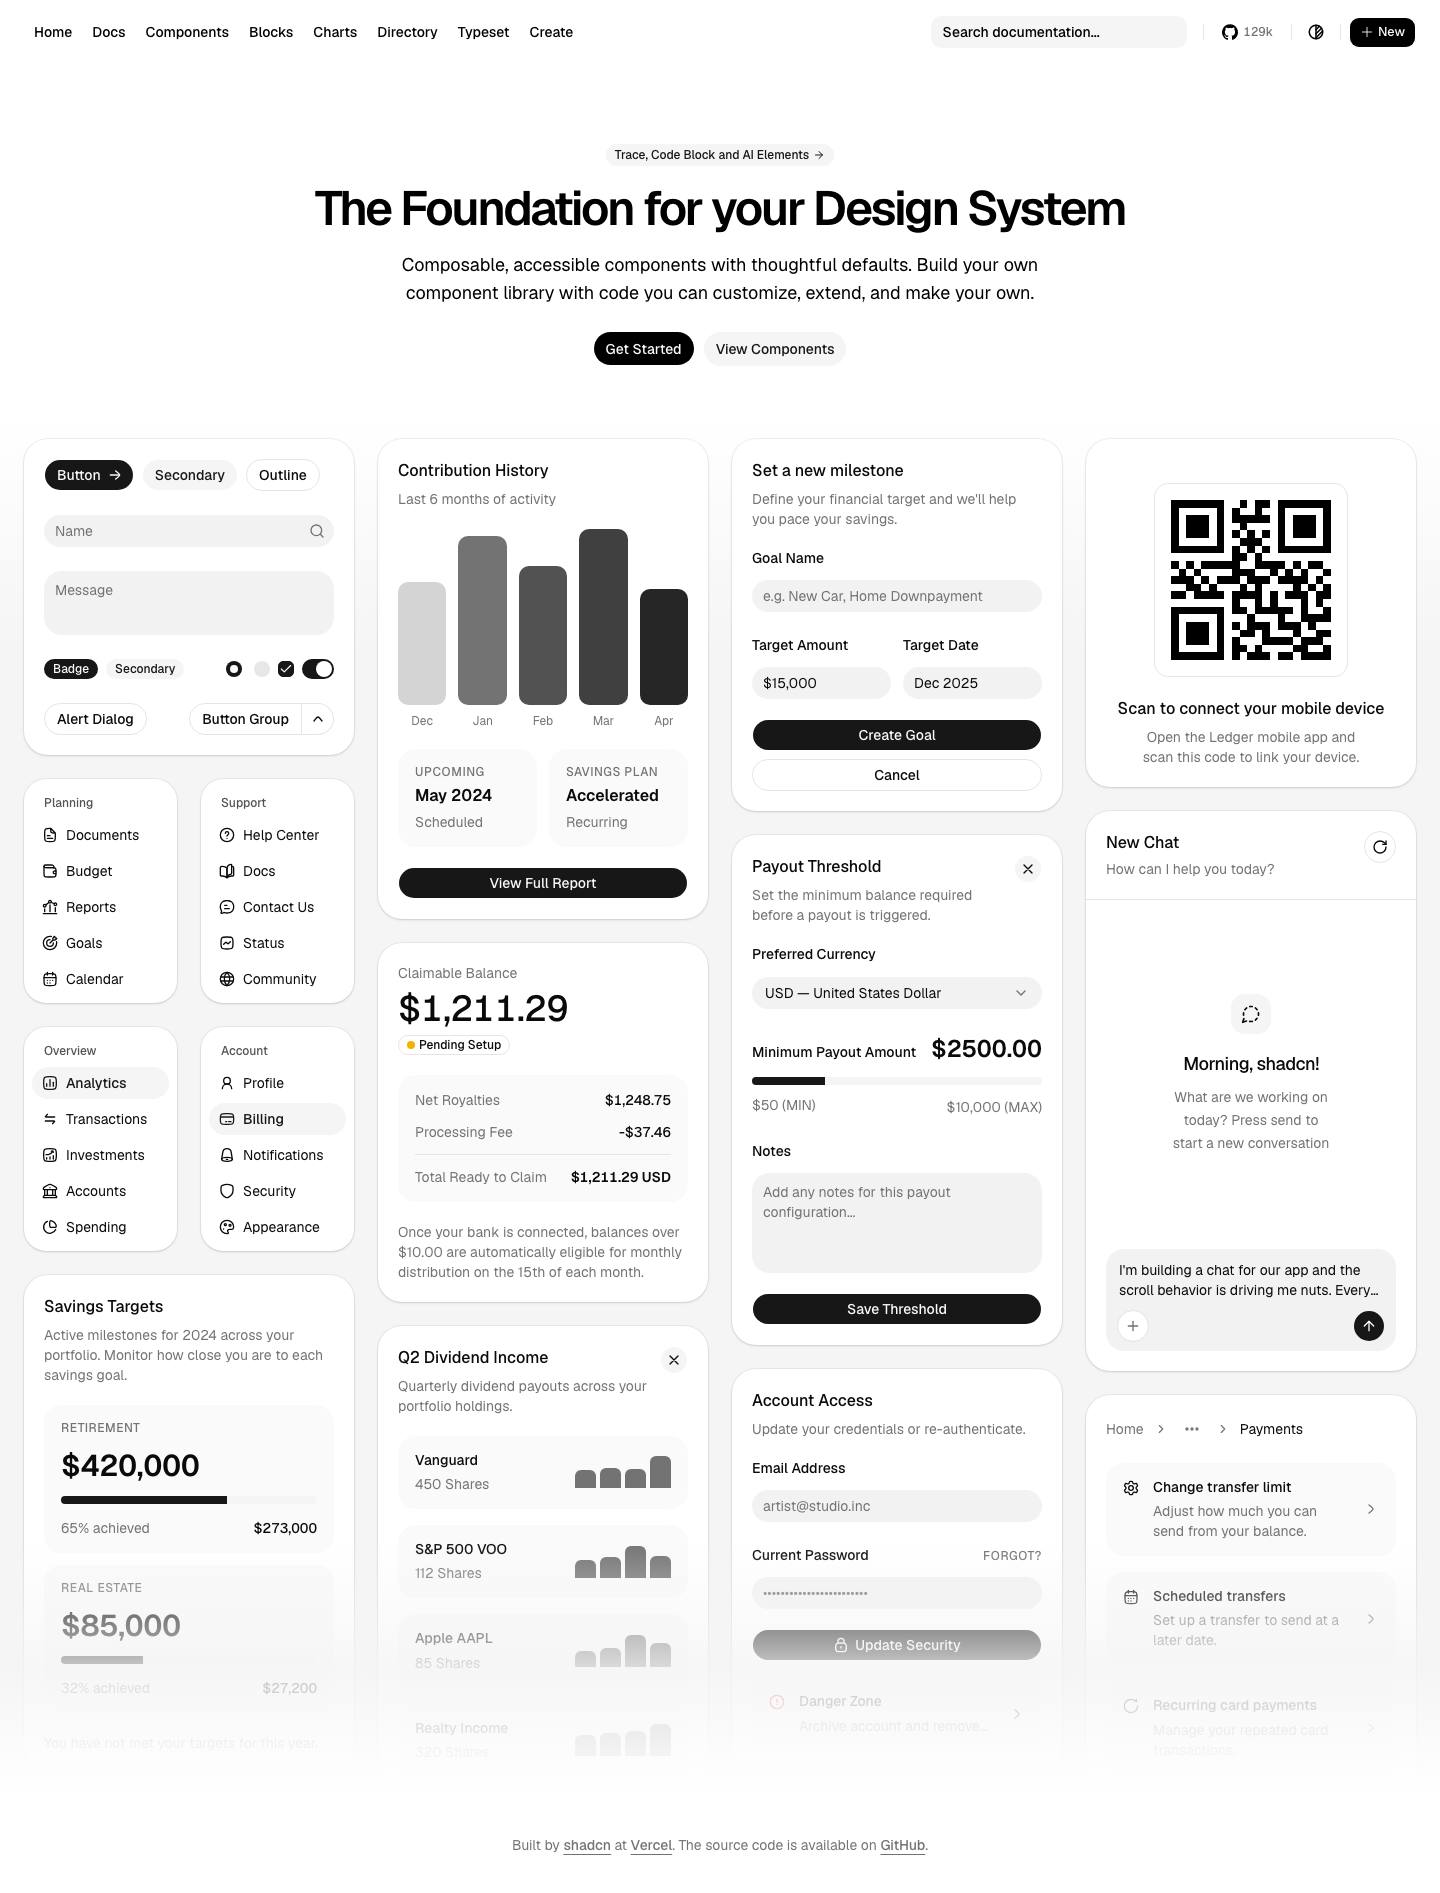 Home Docs Components Blocks Charts Directory Typeset Create
Search documentation...
129k
New
Trace, Code Block and AI Elements
The Foundation for your Design System
Composable, accessible components with thoughtful defaults. Build your own
component library with code you can customize, extend, and make your own.
Get Started
View Components
Button
Secondary
Outline
Name
Message
Badge
Secondary
Alert Dialog
Button Group
Planning
Documents
Budget
Reports
Goals
Calendar
Support
Help Center
Docs
Contact Us
Status
Community
Overview
Analytics
Transactions
Investments
Accounts
Spending
Account
Profile
Billing
Notifications
Security
Appearance
Savings Targets
Active milestones for 2024 across your
portfolio. Monitor how close you are to each
savings goal.
RETIREMENT
$420,000
65% achieved
$273,000
REAL ESTATE
$85,000
32% achieved
$27,200
You have not met your targets for this year.
Contribution History
Last 6 months of activity
Dec Jan Feb Mar Apr
UPCOMING
May 2024
Scheduled
SAVINGS PLAN
Accelerated
Recurring
View Full Report
Claimable Balance
$1,211.29
Pending Setup
Net Royalties
$1,248.75
Processing Fee
-$37.46
Total Ready to Claim
$1,211.29 USD
Once your bank is connected, balances over
$10.00 are automatically eligible for monthly
distribution on the 15th of each month.
Q2 Dividend Income
Quarterly dividend payouts across your
portfolio holdings.
Vanguard
450 Shares
S&P 500 VOO
112 Shares
Apple AAPL
85 Shares
Realty Income
320 Shares
Set a new milestone
Define your financial target and we'll help
you pace your savings.
Goal Name
e.g. New Car, Home Downpayment
Target Amount
$15,000
Target Date
Dec 2025
Create Goal
Cancel
Payout Threshold
Set the minimum balance required
before a payout is triggered.
Preferred Currency
USD — United States Dollar
Minimum Payout Amount
$2500.00
$50 (MIN)
$10,000 (MAX)
Notes
Add any notes for this payout
configuration...
Save Threshold
Account Access
Update your credentials or re-authenticate.
Email Address
artist@studio.inc
Current Password
FORGOT?
Update Security
Danger Zone
Archive account and remove...
Scan to connect your mobile device
Open the Ledger mobile app and
scan this code to link your device.
New Chat
How can I help you today?
Morning, shadcn!
What are we working on
today? Press send to
start a new conversation
I'm building a chat for our app and the
scroll behavior is driving me nuts. Every...
Home
Payments
Change transfer limit
Adjust how much you can
send from your balance.
Scheduled transfers
Set up a transfer to send at a
later date.
Recurring card payments
Manage your repeated card
transactions.
Built by shadcn at Vercel. The source code is available on GitHub.